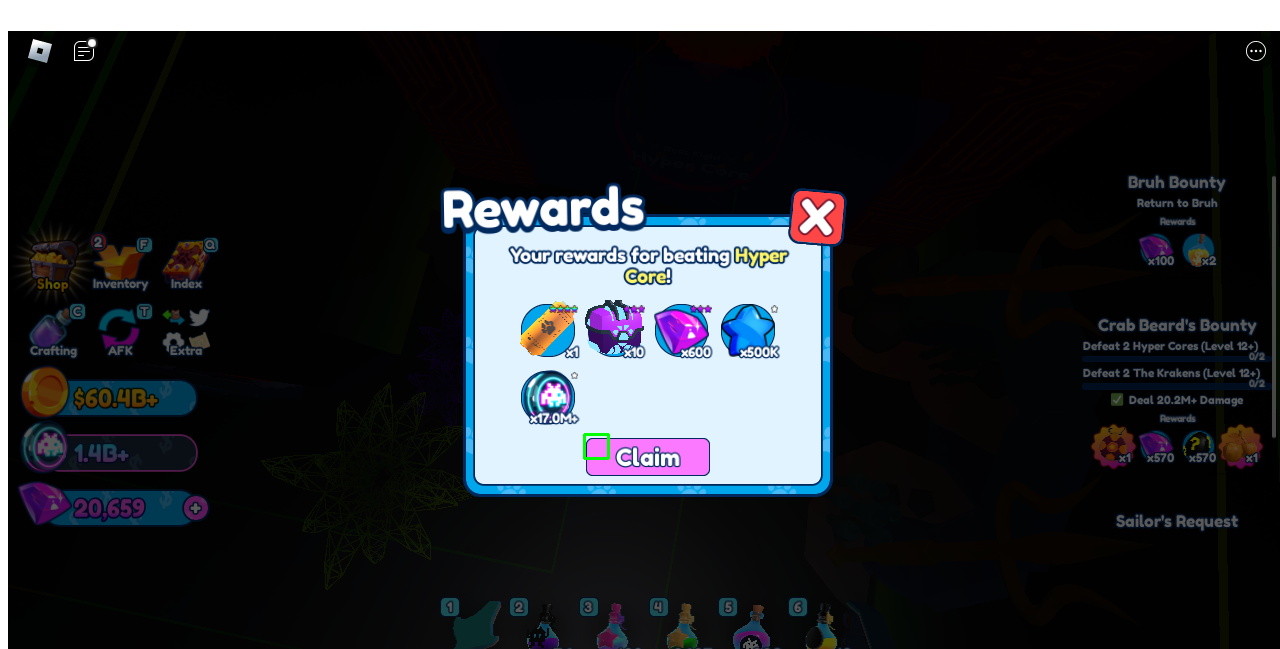 Rewards
Your rewards for beating Hyper
Core!
x1
x10
x600
x500K
x17.0M+
Claim
2
F
Q
Shop
Inventory
Index
C
T
Crafting
AFK
Extra
$60.4B+
1.4B+
20,659
Bruh Bounty
Return to Bruh
Rewards
x100
x2
Crab Beard's Bounty
Defeat 2 Hyper Cores (Level 12+)
0/2
Defeat 2 The Krakens (Level 12+)
0/2
Deal 20.2M+ Damage
Rewards
x1
x570
x570
x1
Sailor's Request
1
2
3
4
5
6